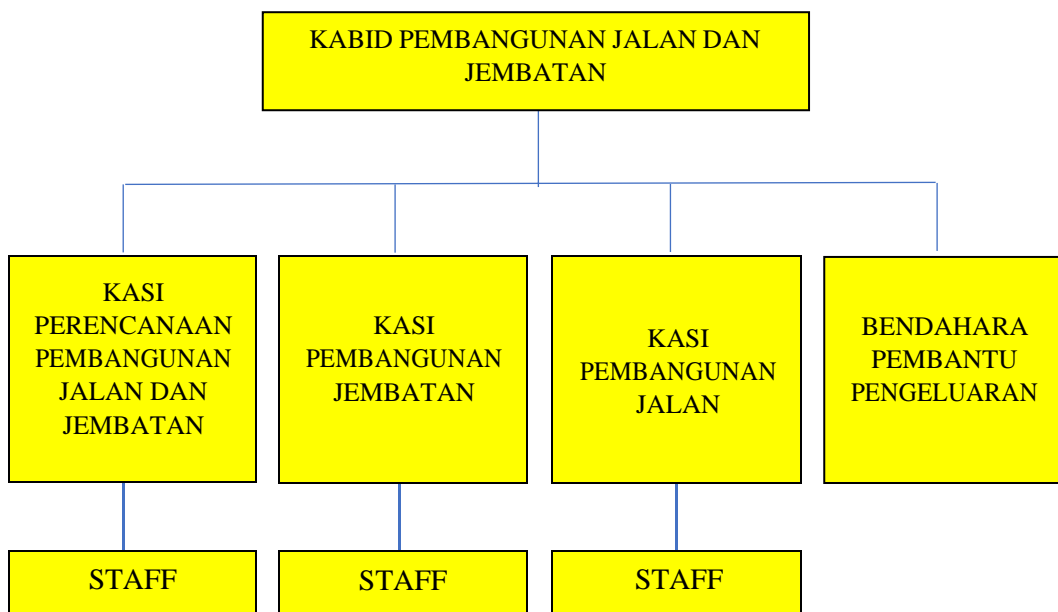 KABID PEMBANGUNAN JALAN DAN
JEMBATAN
KASI
PERENCANAAN
PEMBANGUNAN
JALAN DAN
JEMBATAN
KASI
PEMBANGUNAN
JEMBATAN
KASI
PEMBANGUNAN
JALAN
BENDAHARA
PEMBANTU
PENGELUARAN
STAFF
STAFF
STAFF